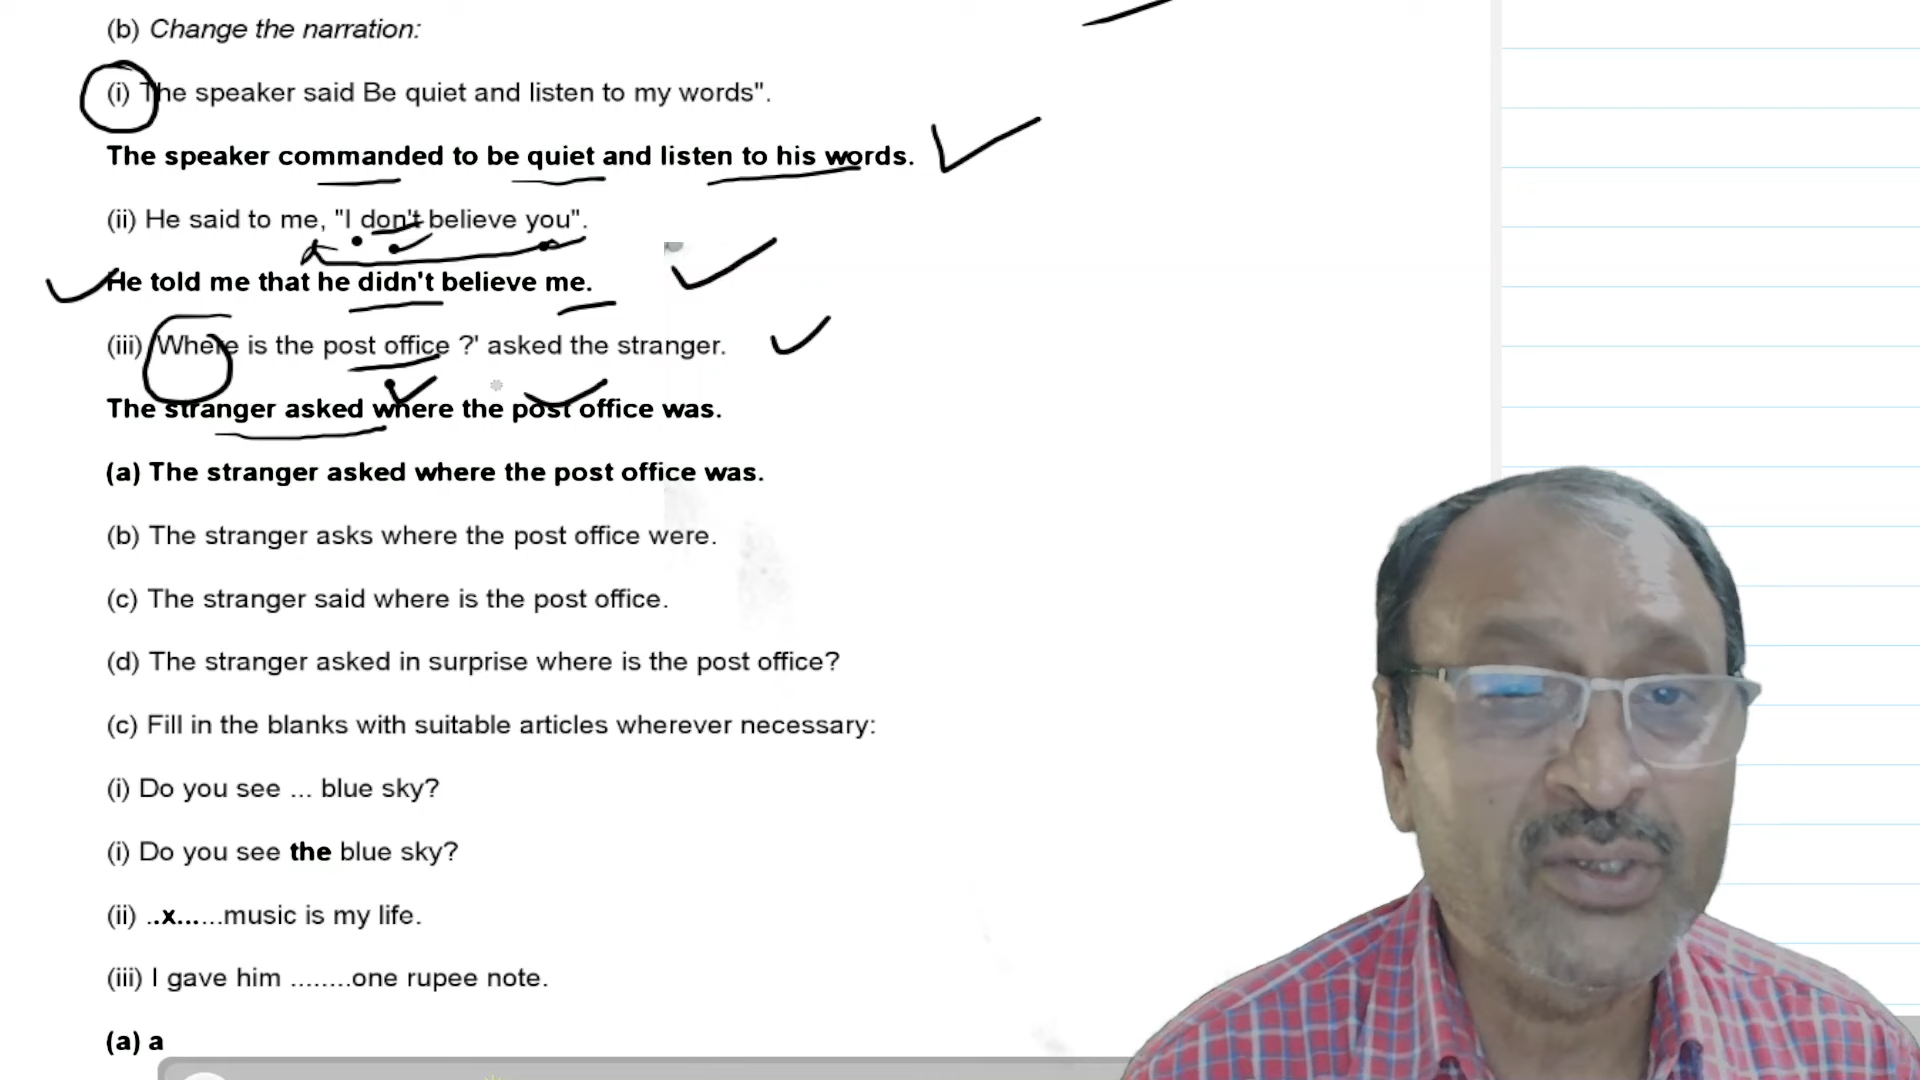 (b) Change the narration:
(i) The speaker said Be quiet and listen to my words".
The speaker commanded to be quiet and listen to his words.
(ii) He said to me, "I don't believe you".
He told me that he didn't believe me.
(iii) 'Where is the post office ?' asked the stranger.
The stranger asked where the post office was.
(a) The stranger asked where the post office was.
(b) The stranger asks where the post office were.
(c) The stranger said where is the post office.
(d) The stranger asked in surprise where is the post office?
(c) Fill in the blanks with suitable articles wherever necessary:
(i) Do you see ... blue sky?
(i) Do you see the blue sky?
(ii) ..x......music is my life.
(iii) I gave him ........one rupee note.
(a) a